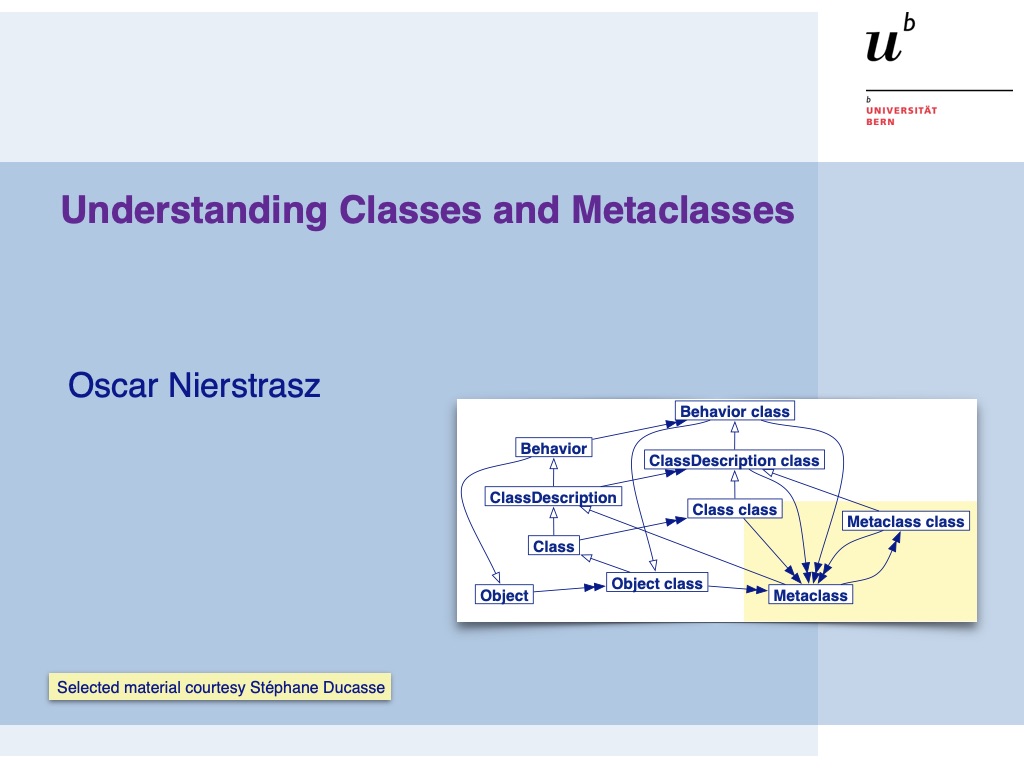 u
b
b
UNIVERSITÄT
BERN
Understanding Classes and Metaclasses
Oscar Nierstrasz
Behavior class
Behavior
ClassDescription class
ClassDescription
Class class
Metaclass class
Class
Object class
Object
Metaclass
Selected material courtesy Stéphane Ducasse